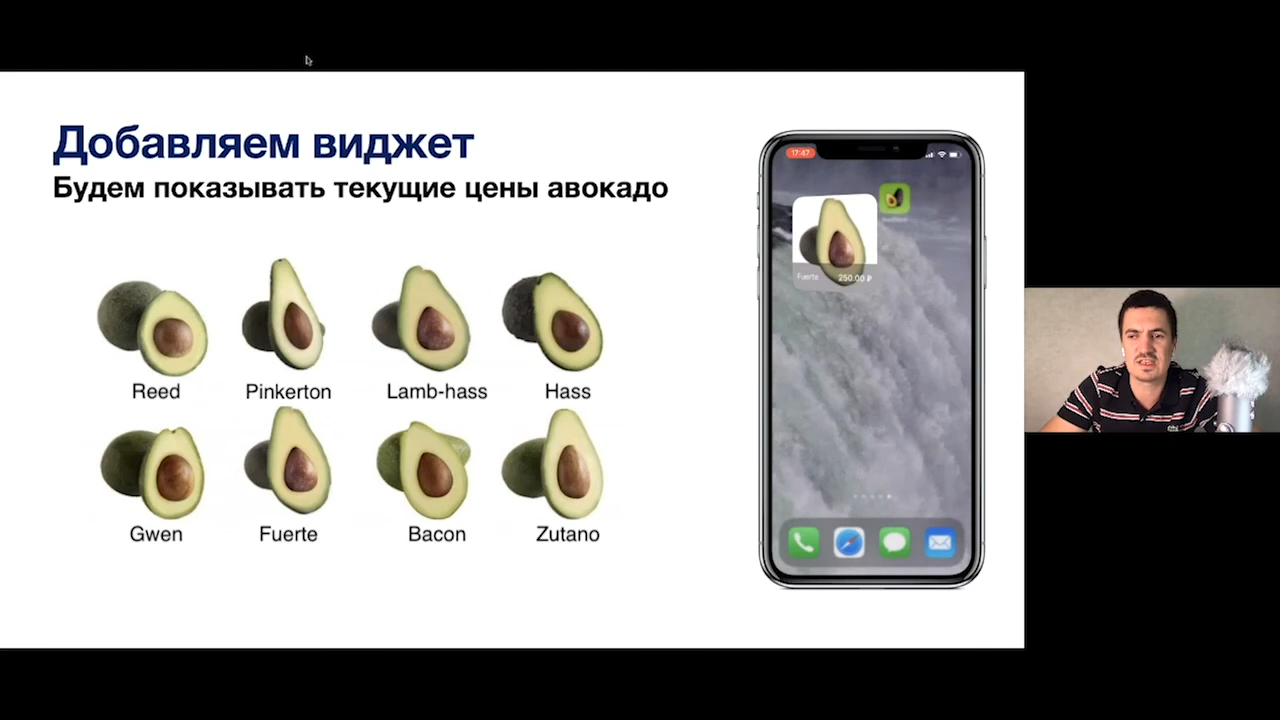 Добавляем виджет
Будем показывать текущие цены авокадо
Reed
Pinkerton
Lamb-hass
Hass
Gwen
Fuerte
Bacon
Zutano
17:47
Fuerte
250.00 ₽